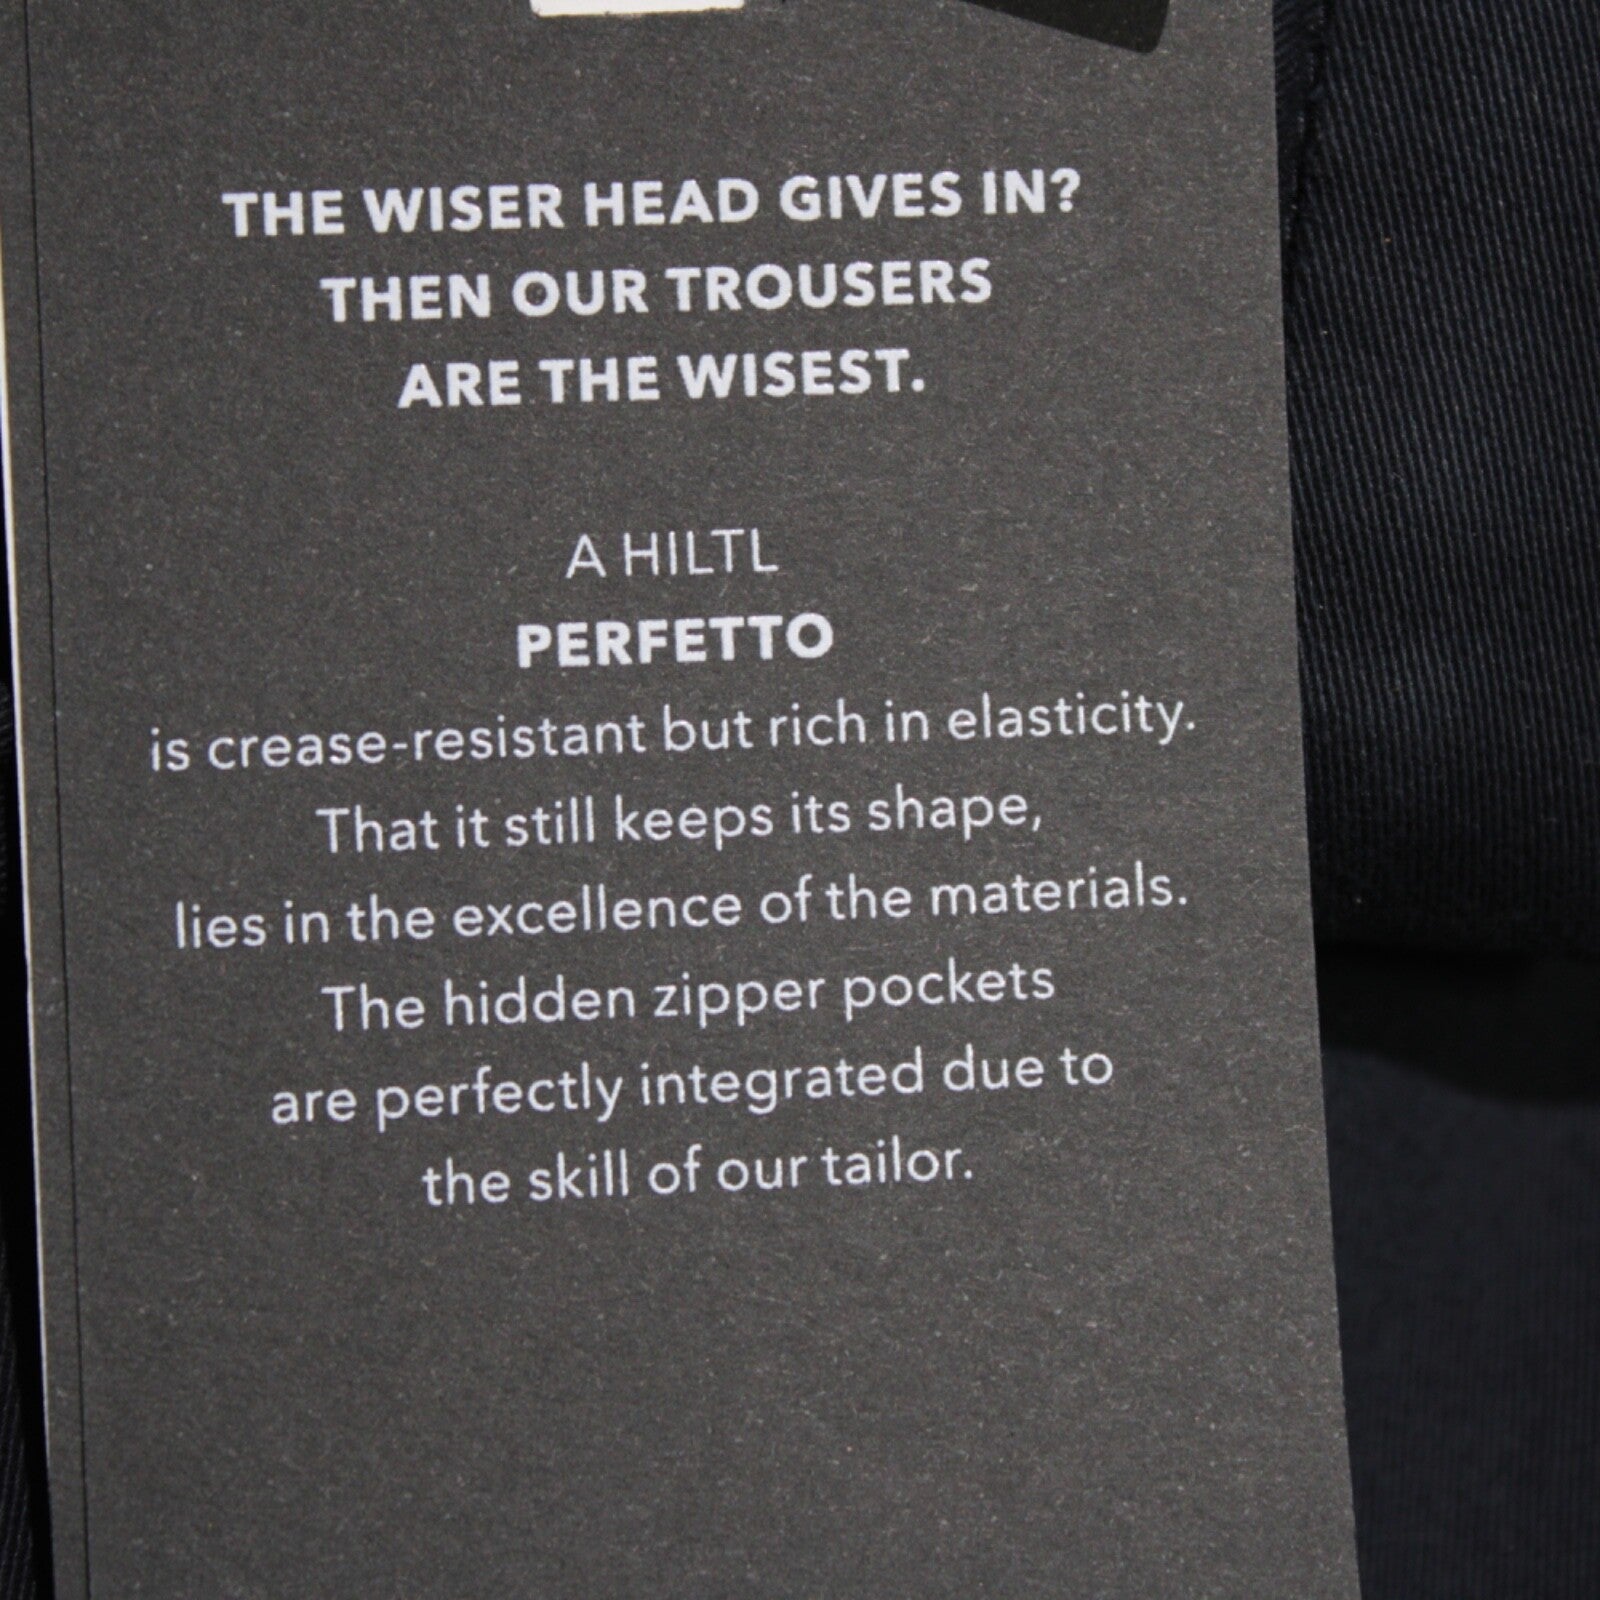 THE WISER HEAD GIVES IN?
THEN OUR TROUSERS
ARE THE WISEST.
A HILTL
PERFETTO
is crease-resistant but rich in elasticity.
That it still keeps its shape,
lies in the excellence of the materials.
The hidden zipper pockets
are perfectly integrated due to
the skill of our tailor.